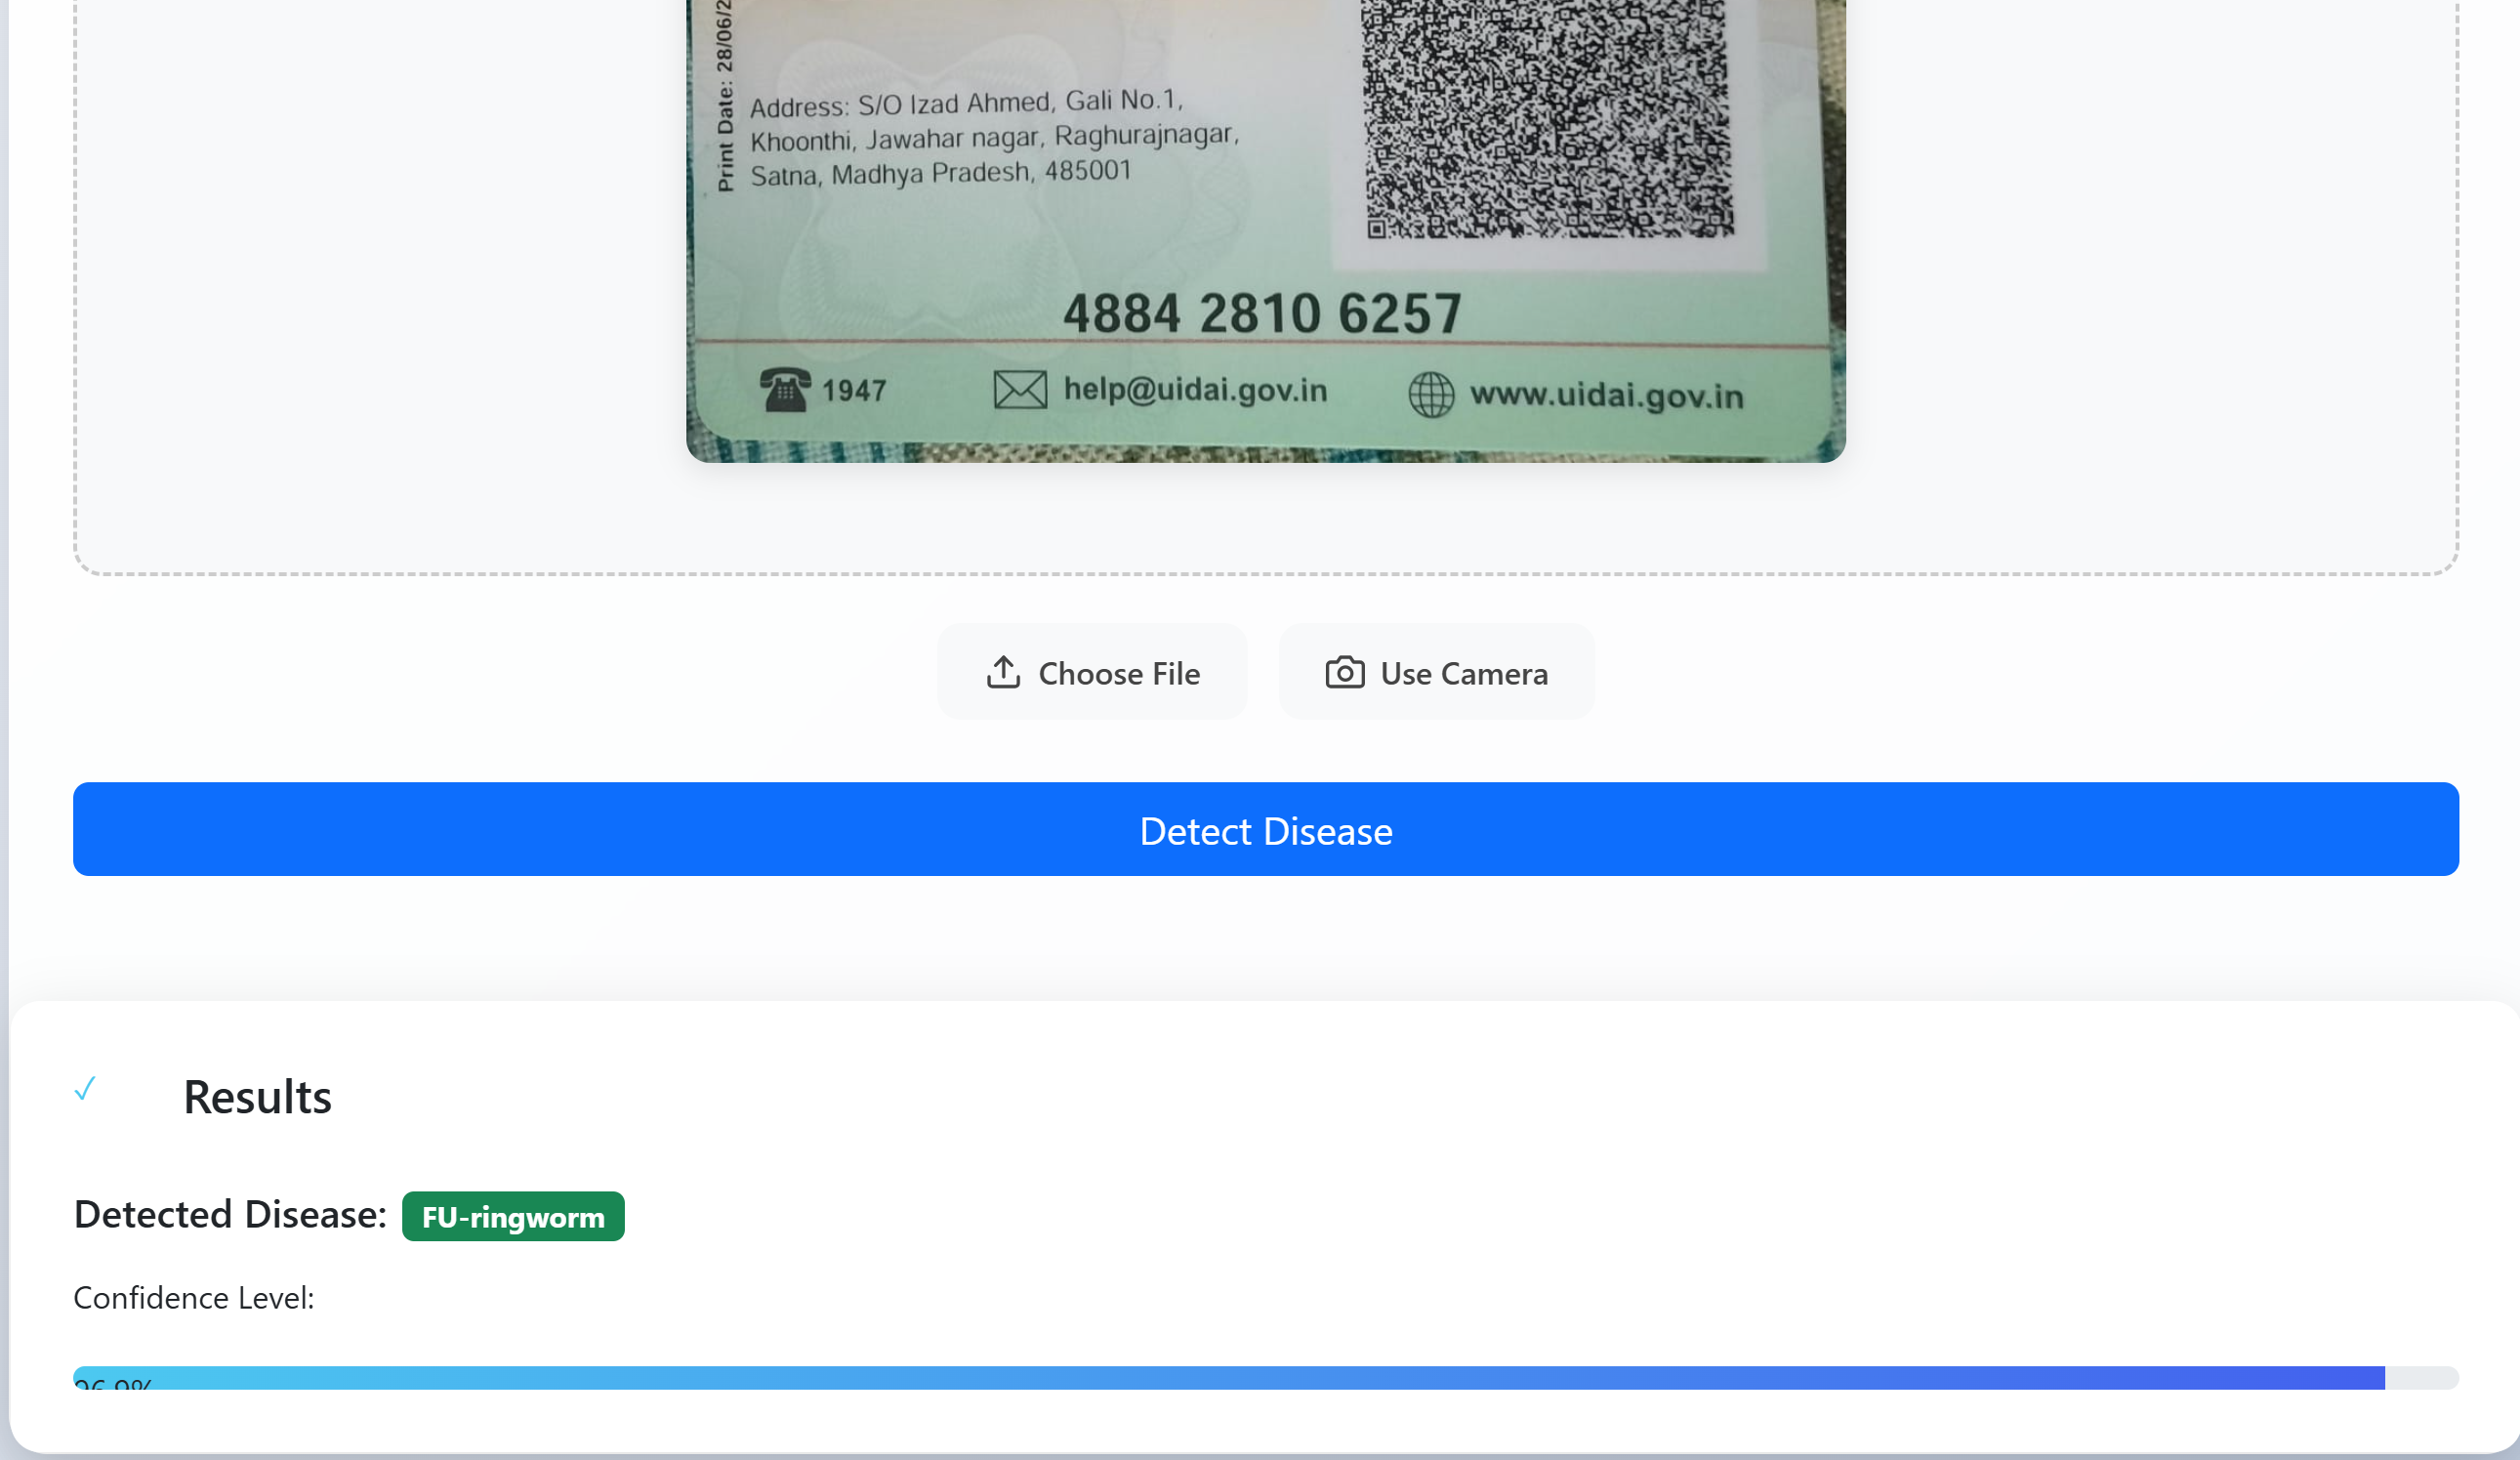 Print Date: 28/06/2
Address: S/O Izad Ahmed, Gali No.1,
Khoonthi, Jawahar nagar, Raghurajnagar,
Satna, Madhya Pradesh, 485001
4884 2810 6257
1947 help@uidai.gov.in www.uidai.gov.in
Choose File Use Camera
Detect Disease
Results
Detected Disease: FU-ringworm
Confidence Level:
96.9%